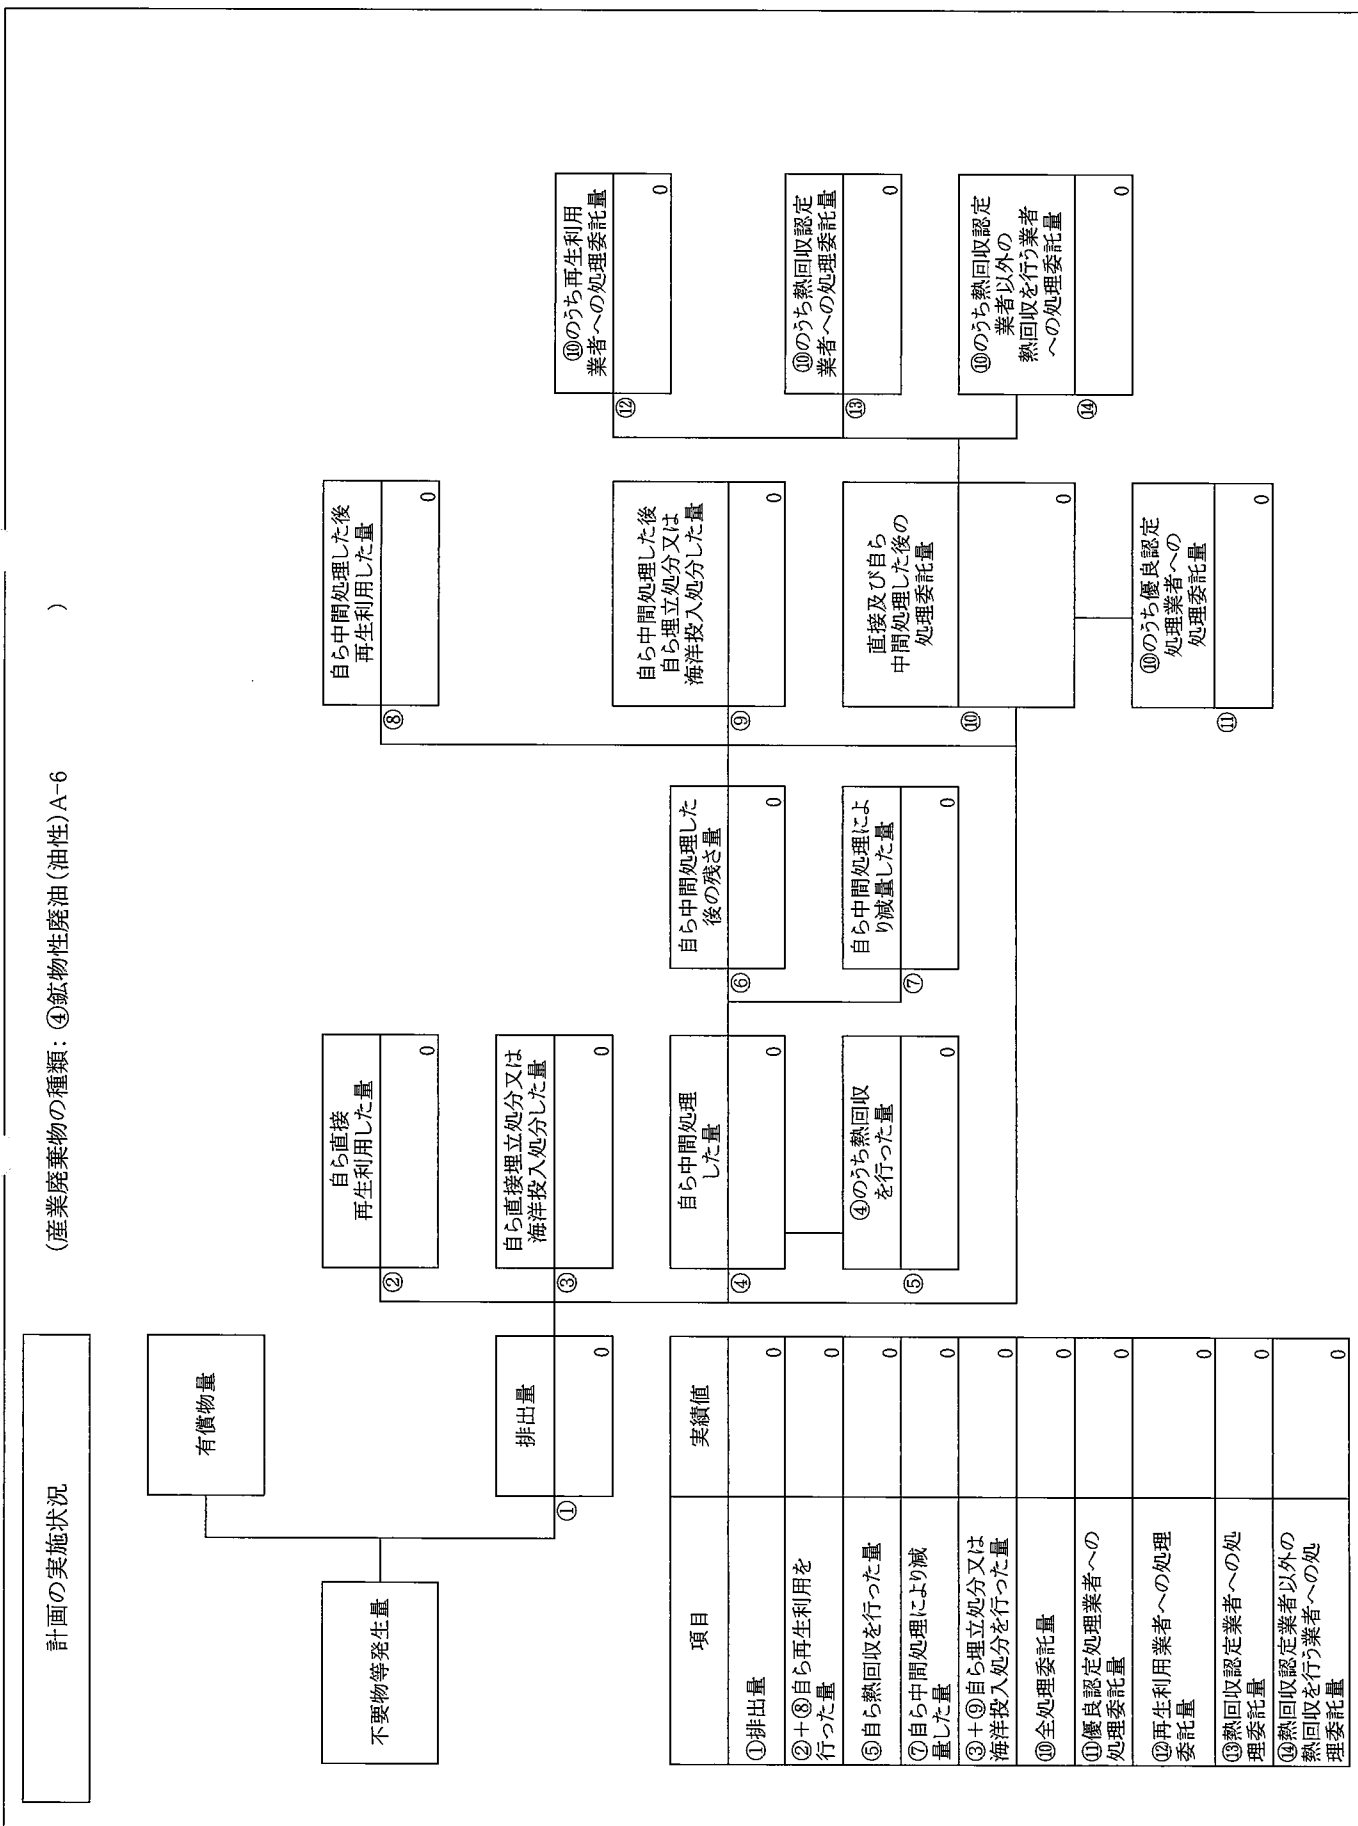 計画の実施状況
(産業廃棄物の種類: ④鉱物性廃油(油性)A-6
)
不要物等発生量
有償物量
①
排出量
0
②
自ら直接
再生利用した量
0
③
自ら直接埋立処分又は
海洋投入処分した量
0
④
自ら中間処理
した量
0
⑤
④のうち熱回収
を行った量
0
⑥
自ら中間処理した
後の残さ量
0
⑦
自ら中間処理によ
り減量した量
0
⑧
自ら中間処理した後
再生利用した量
0
⑨
自ら中間処理した後
自ら埋立処分又は
海洋投入処分した量
0
⑩
直接及び自ら
中間処理した後の
処理委託量
0
⑪
⑩のうち優良認定
処理業者への
処理委託量
0
⑫
⑩のうち再生利用
業者への処理委託量
0
⑬
⑩のうち熱回収認定
業者への処理委託量
0
⑭
⑩のうち熱回収認定
業者以外の
熱回収を行う業者
への処理委託量
0
項目
実績値
①排出量
0
②+⑧自ら再生利用を
行った量
0
⑤自ら熱回収を行った量
0
⑦自ら中間処理により減
量した量
0
③+⑨自ら埋立処分又は
海洋投入処分を行った量
0
⑩全処理委託量
0
⑪優良認定処理業者への
処理委託量
0
⑫再生利用業者への処理
委託量
0
⑬熱回収認定業者への処
理委託量
0
⑭熱回収認定業者以外の
熱回収を行う業者への処
理委託量
0